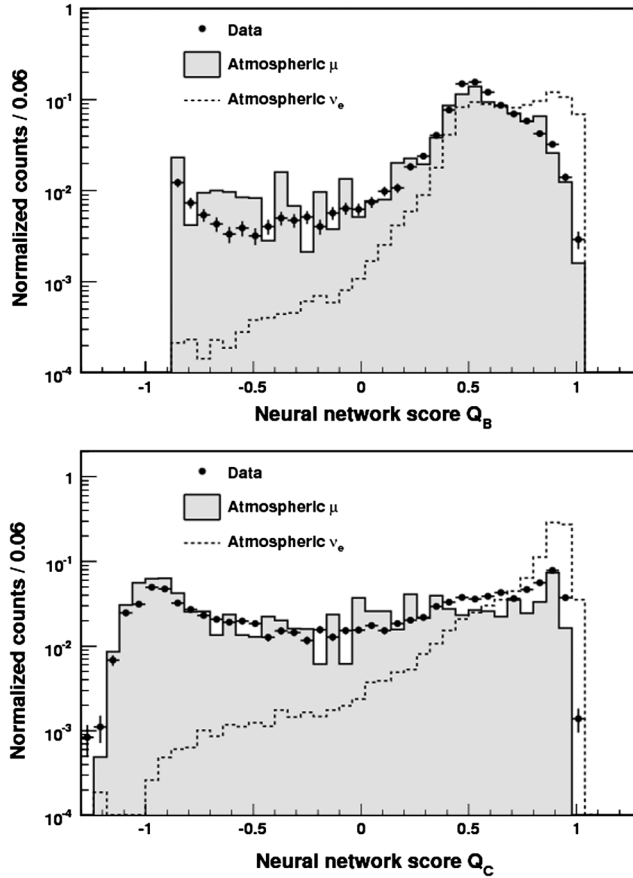 1
10⁻¹
10⁻²
10⁻³
10⁻⁴
Normalized counts / 0.06
Data
Atmospheric μ
Atmospheric νₑ
-1 -0.5 0 0.5 1
Neural network score Q_B
1
10⁻¹
10⁻²
10⁻³
10⁻⁴
Normalized counts / 0.06
Data
Atmospheric μ
Atmospheric νₑ
-1 -0.5 0 0.5 1
Neural network score Q_C